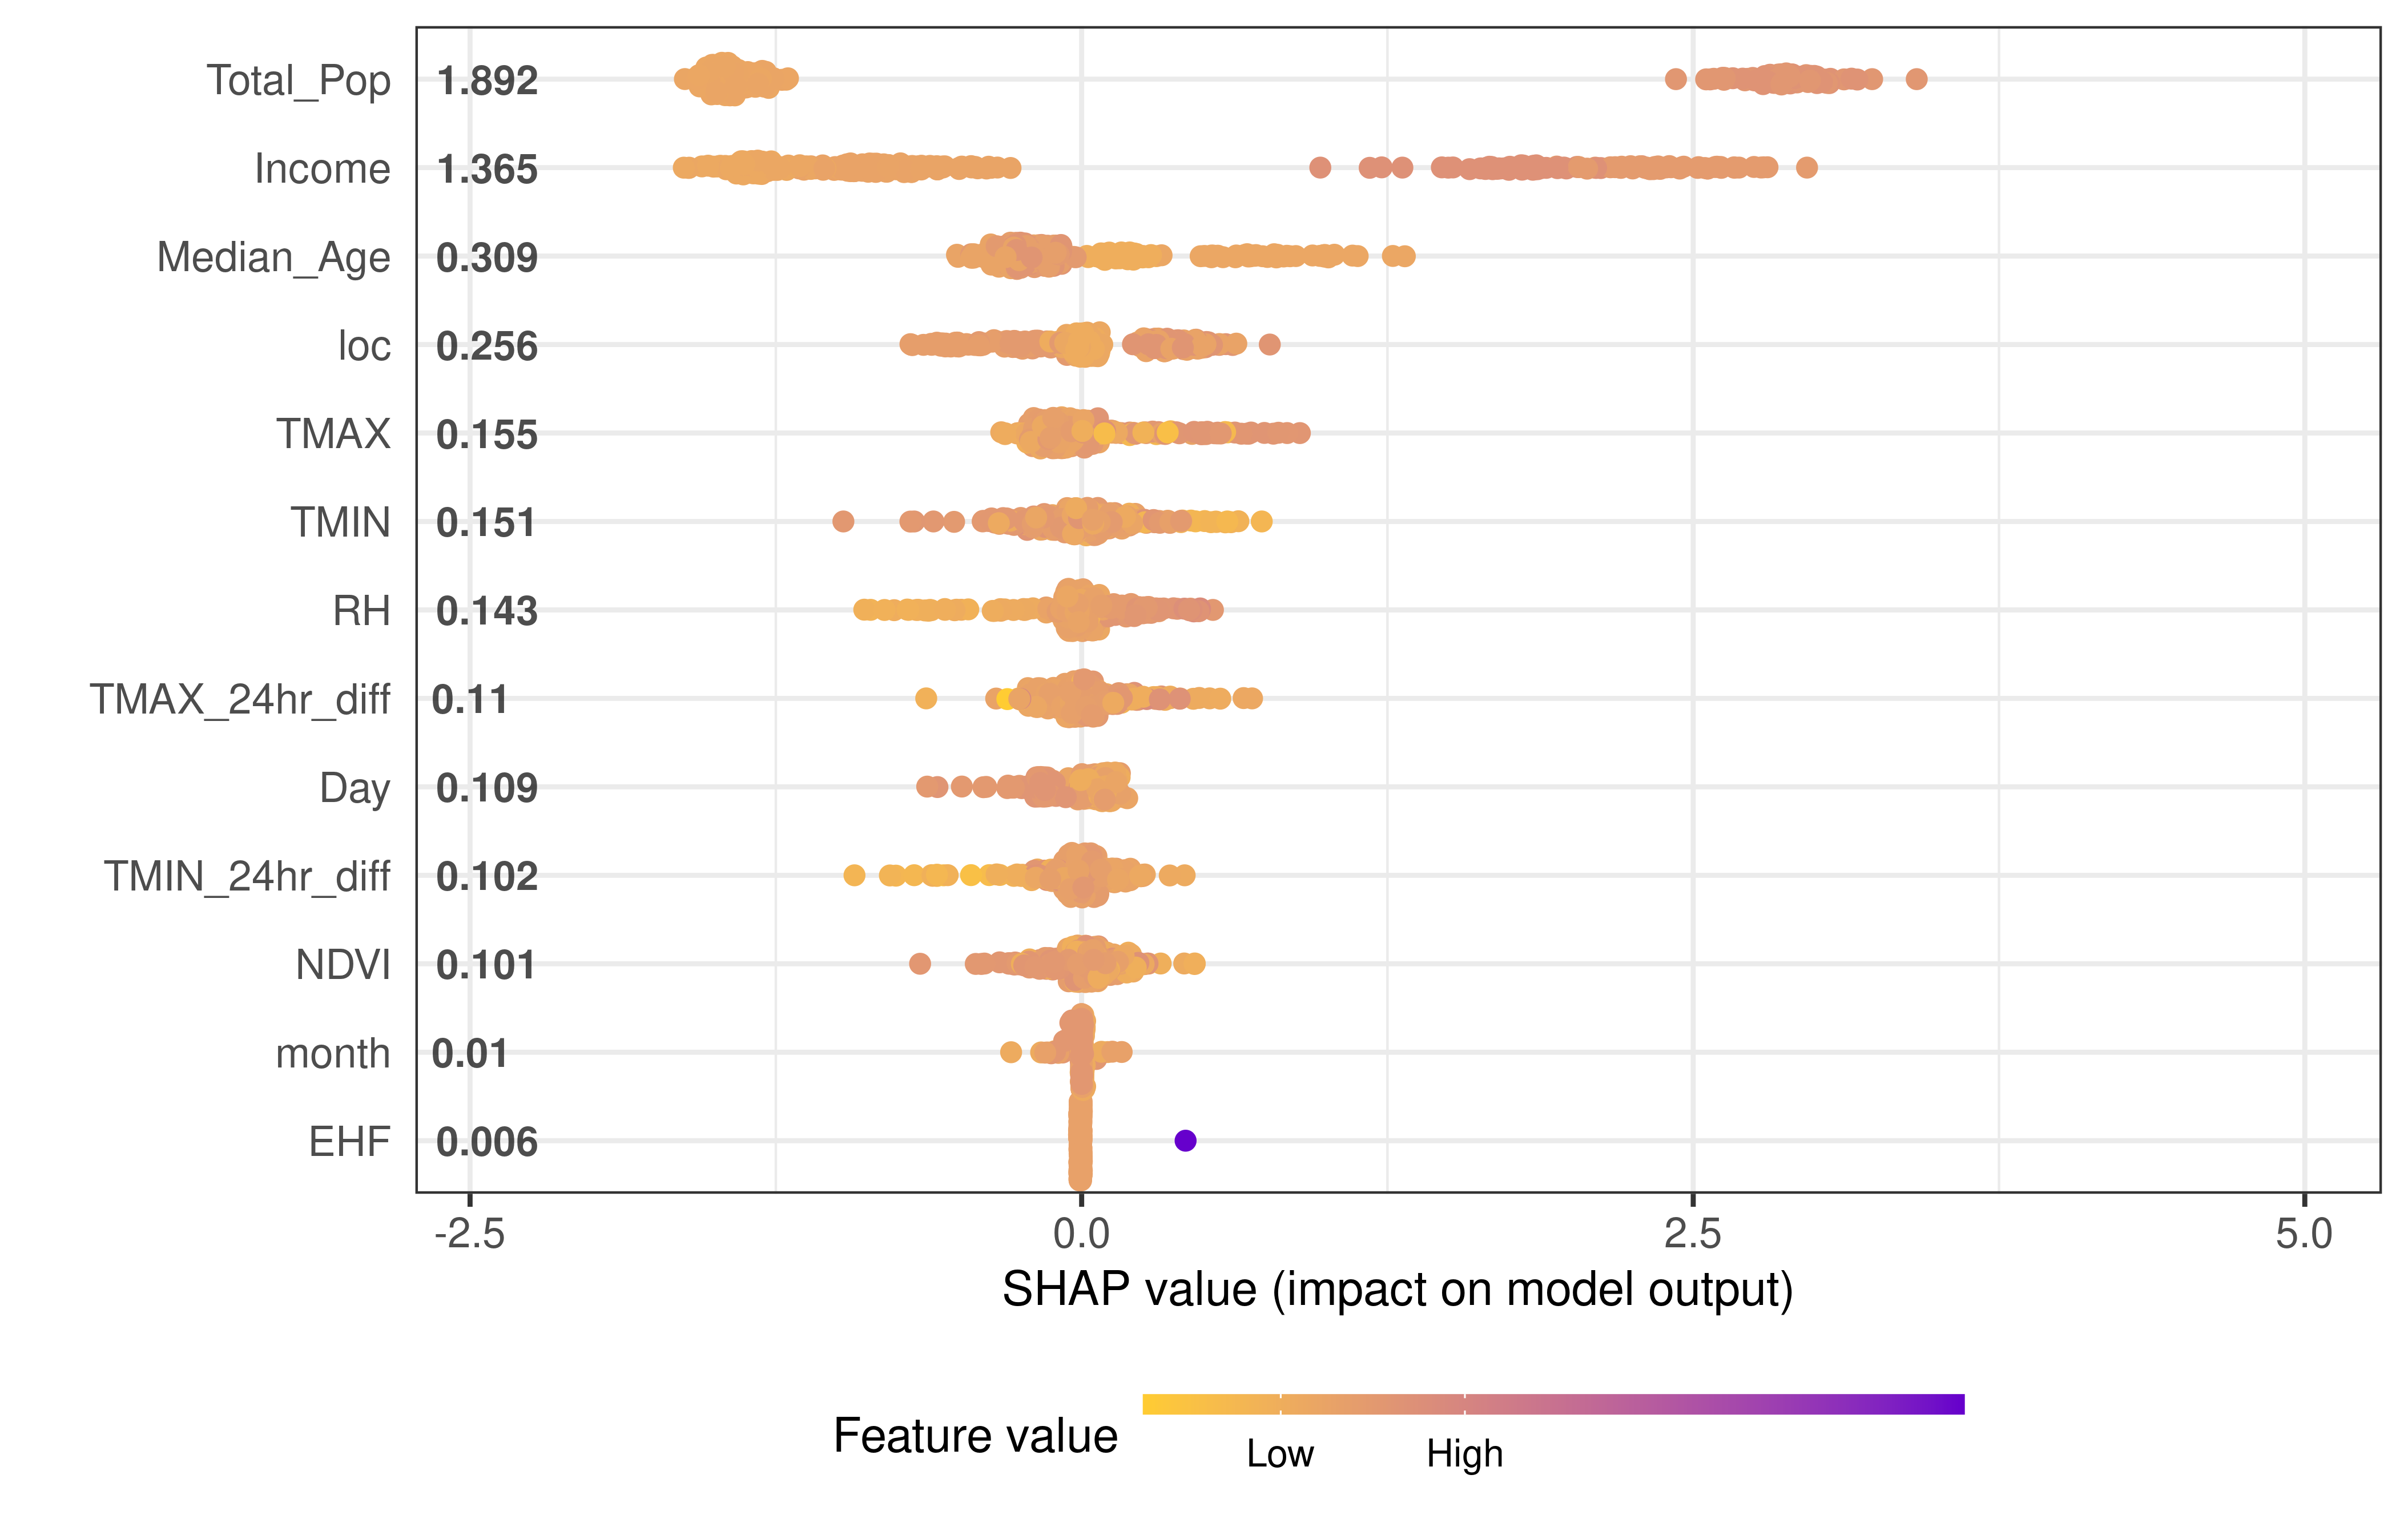 Total_Pop 1.892
Income 1.365
Median_Age 0.309
loc 0.256
TMAX 0.155
TMIN 0.151
RH 0.143
TMAX_24hr_diff 0.11
Day 0.109
TMIN_24hr_diff 0.102
NDVI 0.101
month 0.01
EHF 0.006
-2.5 0.0 2.5 5.0
SHAP value (impact on model output)
Feature value
Low High